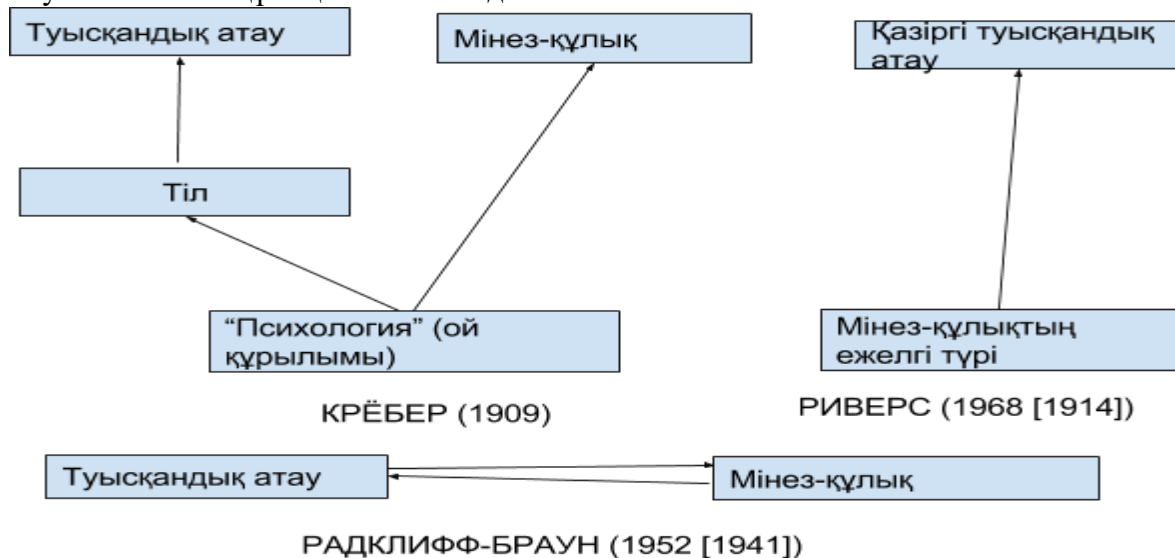 Туысқандық атау
Мінез-құлық
Қазіргі туысқандық
атау
Тіл
“Психология” (ой
құрылымы)
Мінез-құлықтың
ежелгі түрі
КРЁБЕР (1909)
РИВЕРС (1968 [1914])
Туысқандық атау
Мінез-құлық
РАДКЛИФФ-БРАУН (1952 [1941])